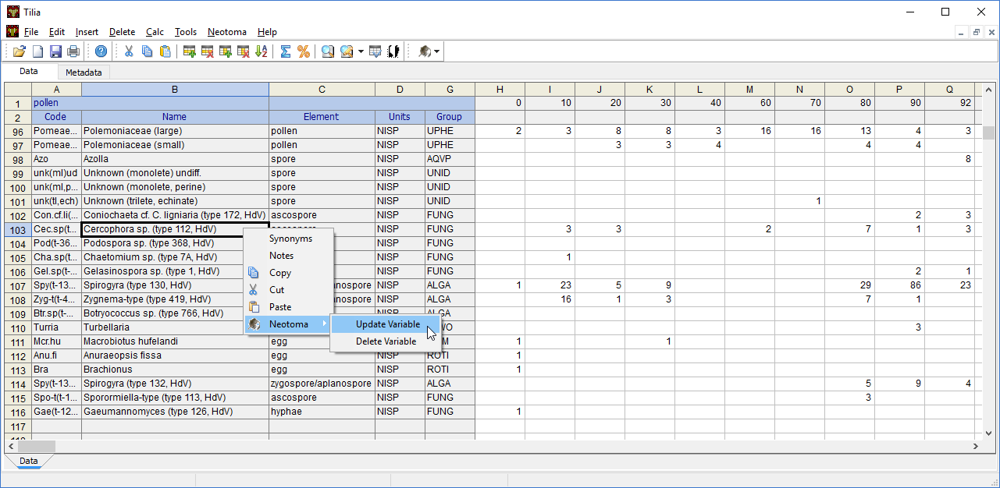 Tilia
File Edit Insert Delete Calc Tools Neotoma Help
Data Metadata
A B C D G H I J K L M N O P Q
1 pollen 0 10 20 30 40 60 70 80 90 92
2 Code Name Element Units Group
96 Pomeae... Polemoniaceae (large) pollen NISP UPHE 2 3 8 8 3 16 16 13 4 3
97 Pomeae... Polemoniaceae (small) pollen NISP UPHE 3 3 4 4 4
98 Azo Azolla spore NISP AQVP 8
99 unk(ml)ud Unknown (monolete) undiff. spore NISP UNID
100 unk(ml,p... Unknown (monolete, perine) spore NISP UNID
101 unk(tl,ech) Unknown (trilete, echinate) spore NISP UNID 1
102 Con.cf.li(... Coniochaeta cf. C. ligniaria (type 172, HdV) ascospore NISP FUNG 2 3
103 Cec.sp(t... Cercophora sp. (type 112, HdV) NISP FUNG 3 3 2 7 1 3
104 Pod(t-36... Podospora sp. (type 368, HdV) NISP FUNG
105 Cha.sp(t... Chaetomium sp. (type 7A, HdV) NISP FUNG 1
106 Gel.sp(t-... Gelasinospora sp. (type 1, HdV) NISP FUNG 2 1
107 Spy(t-13... Spirogyra (type 130, HdV) lanospore NISP ALGA 1 23 5 9 29 86 23
108 Zyg-t(t-4... Zygnema-type (type 419, HdV) lanospore NISP ALGA 16 1 3 7 1
109 Btr.sp(t-... Botryococcus sp. (type 766, HdV) NISP ALGA
110 Turria Turbellaria WO 3
111 Mcr.hu Macrobiotus hufelandi egg M 1 1
112 Anu.fi Anuraeopsis fissa egg NISP ROTI 1
113 Bra Brachionus egg NISP ROTI 1
114 Spy(t-13... Spirogyra (type 132, HdV) zygospore/aplanospore NISP ALGA 5 9 4
115 Spo-t(t-1... Sporormiella-type (type 113, HdV) ascospore NISP FUNG 3
116 Gae(t-12... Gaeumannomyces (type 126, HdV) hyphae NISP FUNG 1
117
Synonyms
Notes
Copy
Cut
Paste
Neotoma
Update Variable
Delete Variable
Data